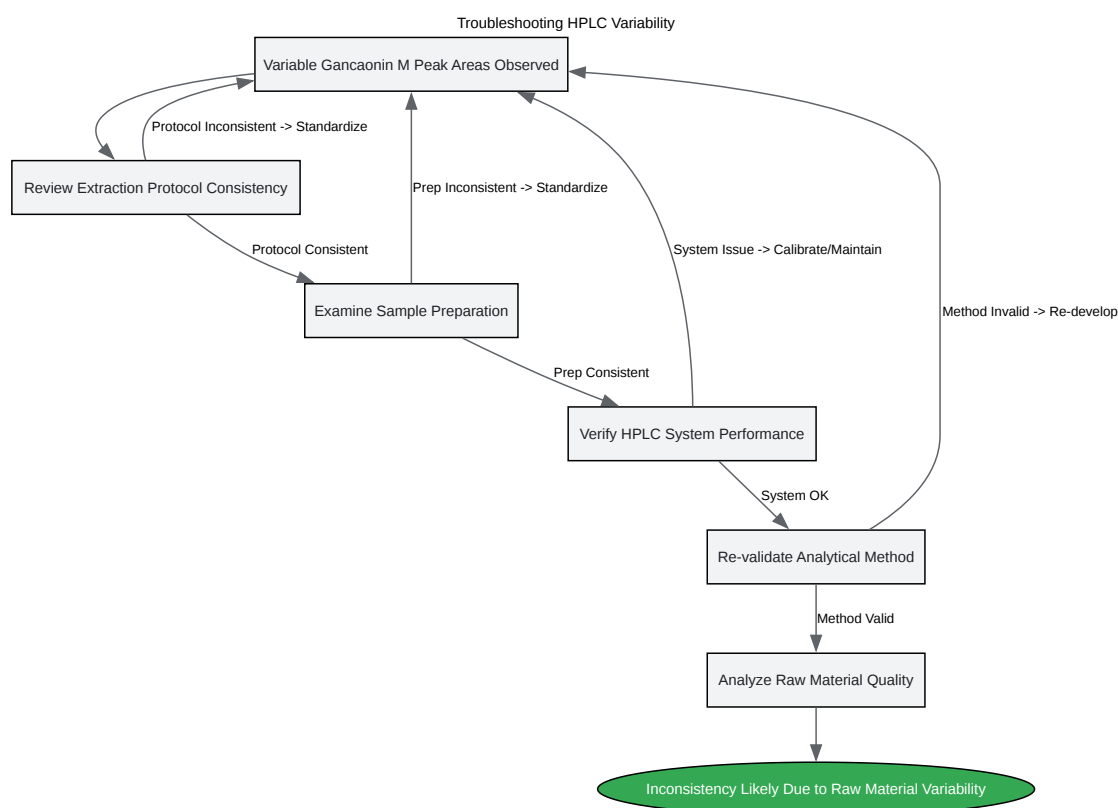 Troubleshooting HPLC Variability
Variable Gancaonin M Peak Areas Observed
Protocol Inconsistent -> Standardize
Review Extraction Protocol Consistency
Prep Inconsistent -> Standardize
Protocol Consistent
System Issue -> Calibrate/Maintain
Examine Sample Preparation
Method Invalid -> Re-develop
Prep Consistent
Verify HPLC System Performance
System OK
Re-validate Analytical Method
Method Valid
Analyze Raw Material Quality
Inconsistency Likely Due to Raw Material Variability